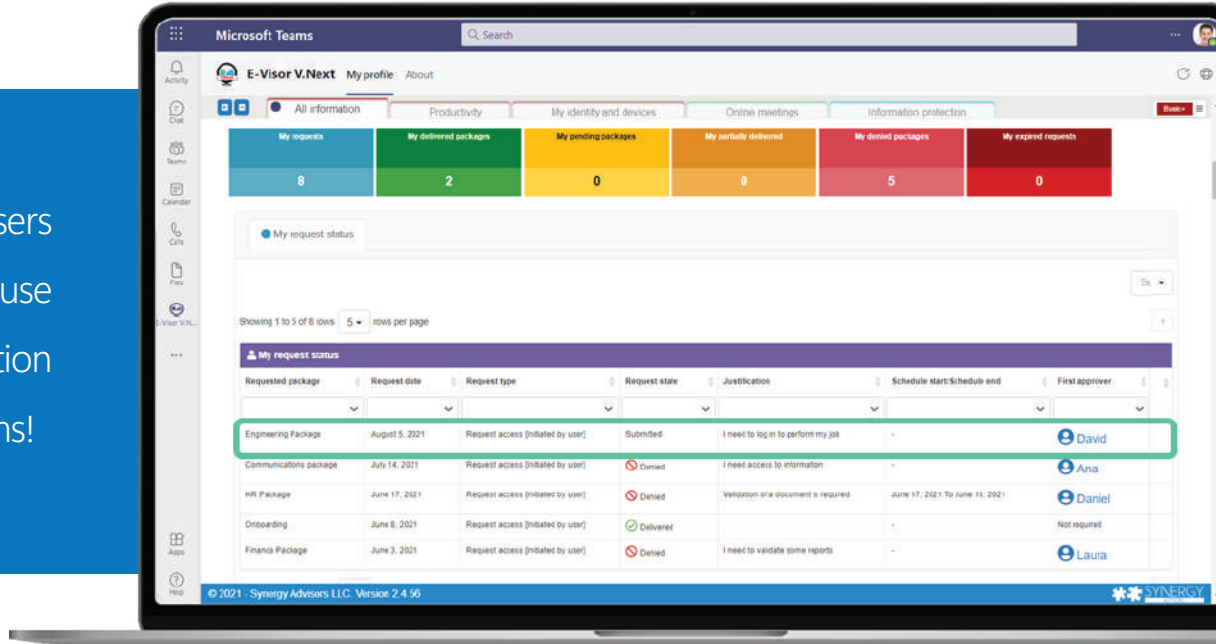 sers
use
tion
ns!
Microsoft Teams
Search
Activity
Chat
Teams
Calendar
Calls
Files
E-Visor V.N...
Apps
Help
E-Visor V.Next My profile About
All information Productivity My identity and devices Online meetings Information protection
Basic+
My requests My delivered packages My pending packages My partially delivered My denied packages My expired requests
8 2 0 0 5 0
My request status
Showing 1 to 5 of 8 rows 5 rows per page
My request status
Requested package Request date Request type Request state Justification Schedule start/Schedule end First approver
Engineering Package August 5, 2021 Request access [Initiated by user] Submitted I need to log in to perform my job - David
Communications package July 14, 2021 Request access [Initiated by user] Denied I need access to information - Ana
HR Package June 17, 2021 Request access [Initiated by user] Denied Validation of a document is required June 17, 2021 To June 18, 2021 Daniel
Onboarding June 8, 2021 Request access [Initiated by user] Delivered - Not required
Finance Package June 3, 2021 Request access [Initiated by user] Denied I need to validate some reports - Laura
© 2021 - Synergy Advisors LLC. Version 2.4.56
SYNERGY